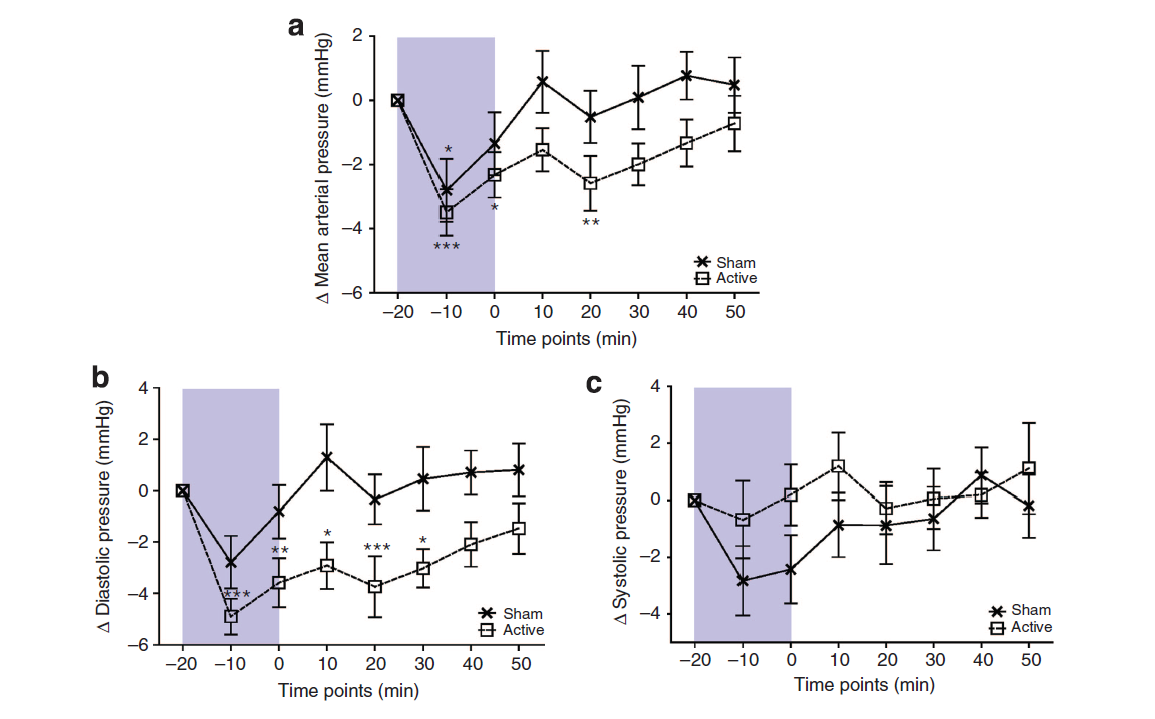 a
Δ Mean arterial pressure (mmHg)
2
0
−2
−4
−6
*
***
*
**
Sham
Active
−20 −10 0 10 20 30 40 50
Time points (min)
b
Δ Diastolic pressure (mmHg)
4
2
0
−2
−4
−6
***
**
*
***
*
Sham
Active
−20 −10 0 10 20 30 40 50
Time points (min)
c
Δ Systolic pressure (mmHg)
4
2
0
−2
−4
Sham
Active
−20 −10 0 10 20 30 40 50
Time points (min)